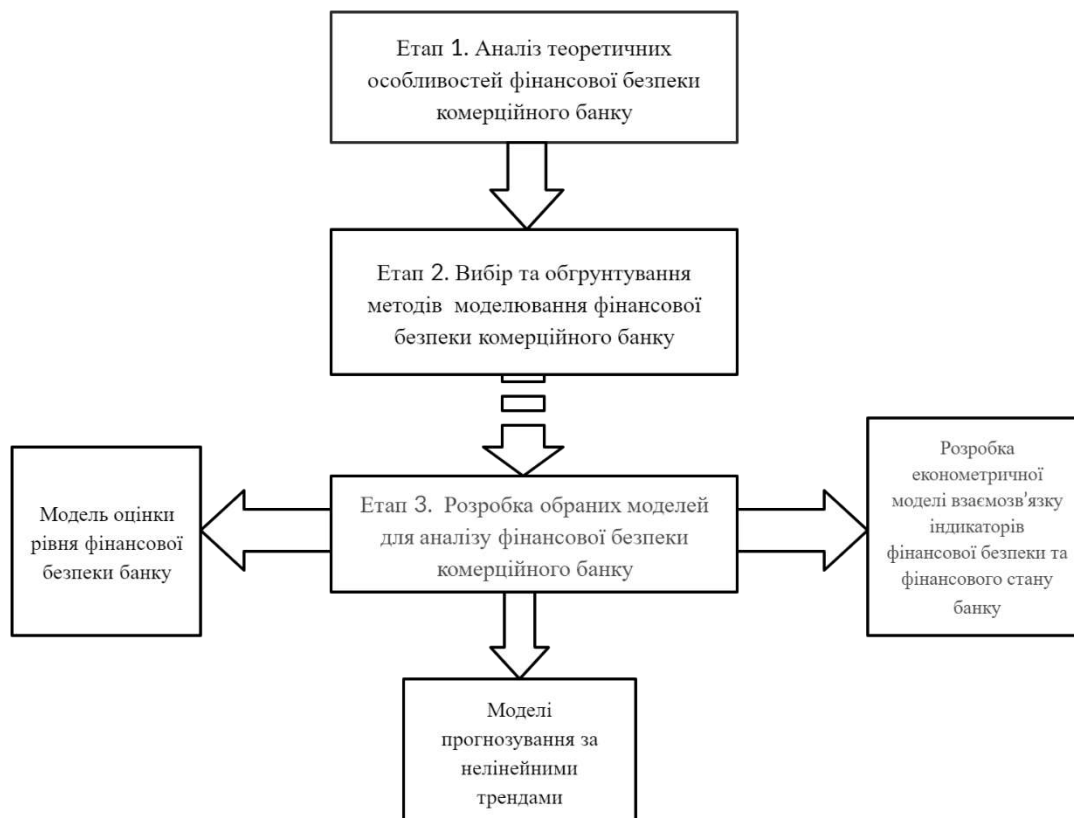 Етап 1. Аналіз теоретичних
особливостей фінансової безпеки
комерційного банку
Етап 2. Вибір та обгрунтування
методів моделювання фінансової
безпеки комерційного банку
Модель оцінки
рівня фінансової
безпеки банку
Етап 3. Розробка обраних моделей
для аналізу фінансової безпеки
комерційного банку
Розробка
економетричної
моделі взаємозв'язку
індикаторів
фінансової безпеки та
фінансового стану
банку
Моделі
прогнозування за
нелінейними
трендами